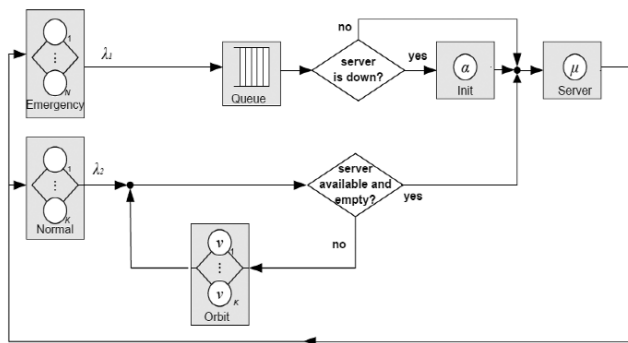 1
⋮
N
Emergency
λ1
Queue
no
server
is down?
yes
α
Init
μ
Server
1
⋮
K
Normal
λ2
server
available and
empty?
yes
no
ν
1
⋮
ν
K
Orbit